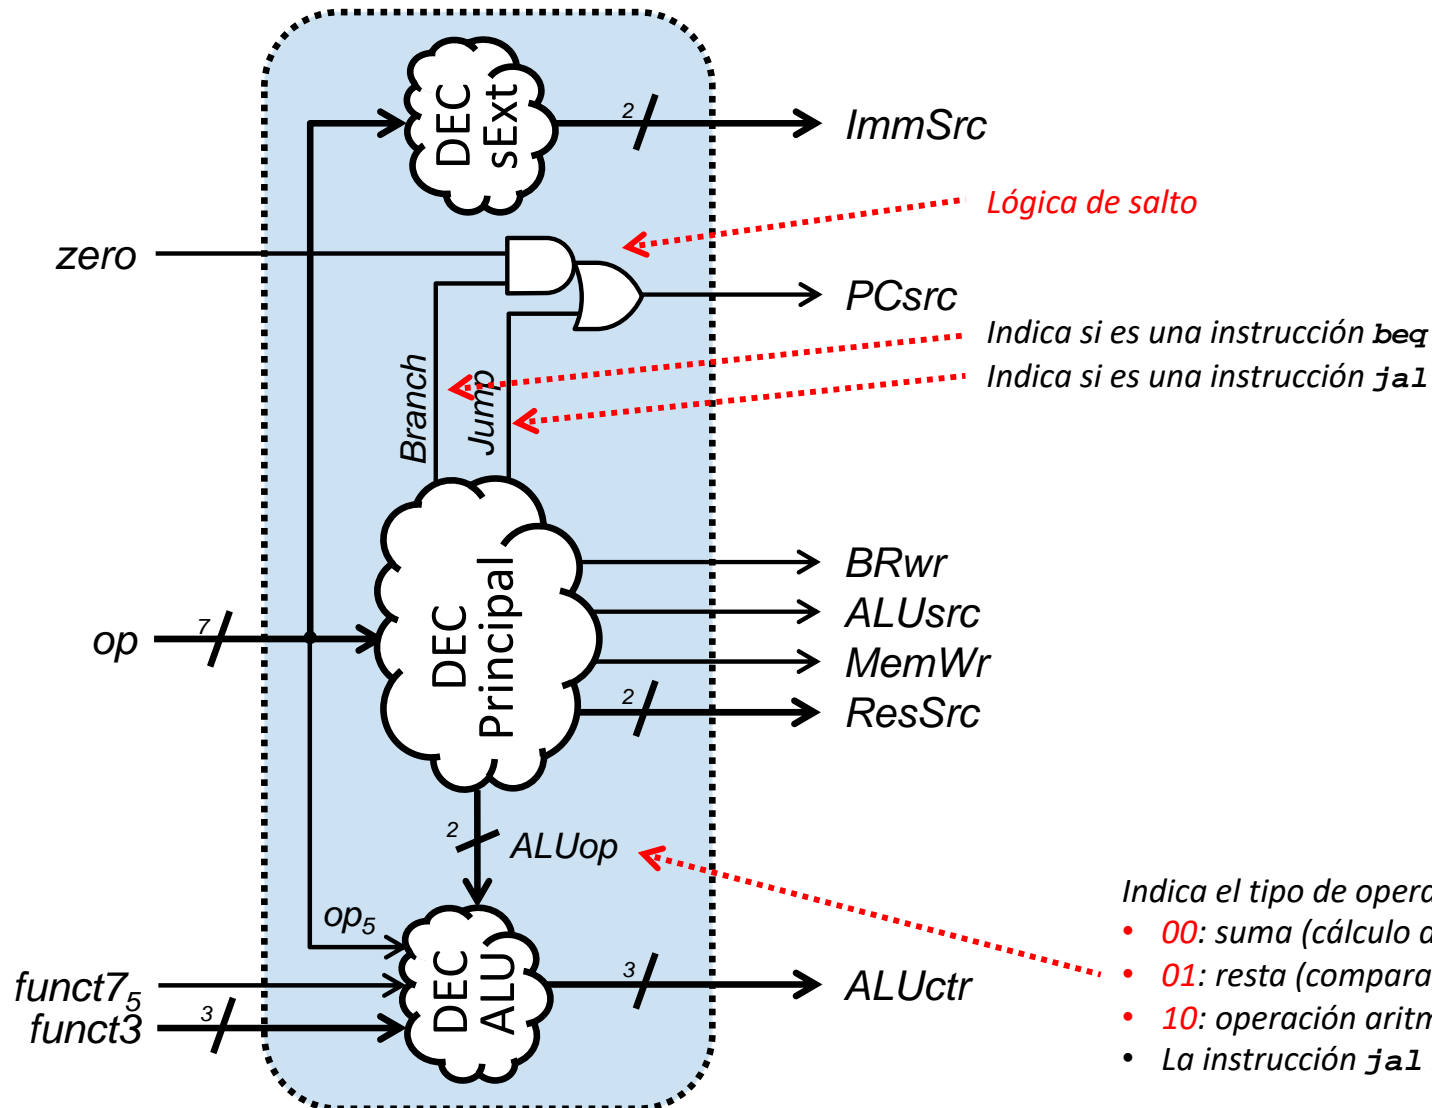 DEC
sExt
2
ImmSrc
Lógica de salto
zero
PCsrc
Indica si es una instrucción beq
Indica si es una instrucción jal
Branch
Jump
BRwr
ALUsrc
MemWr
ResSrc
2
op
7
DEC
Principal
2
ALUop
Indica el tipo de opera
• 00: suma (cálculo d
• 01: resta (compara
• 10: operación aritm
• La instrucción jal
op5
DEC
ALU
3
ALUctr
funct75
funct3
3